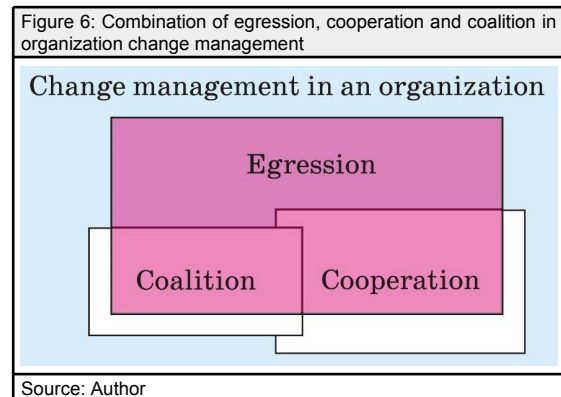 Figure 6: Combination of egression, cooperation and coalition in
organization change management
Change management in an organization
Egression
Coalition
Cooperation
Source: Author